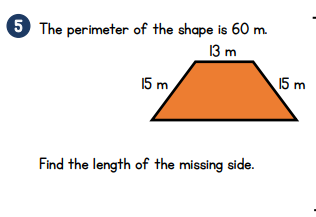 5 The perimeter of the shape is 60 m.
13 m
15 m 15 m
Find the length of the missing side.